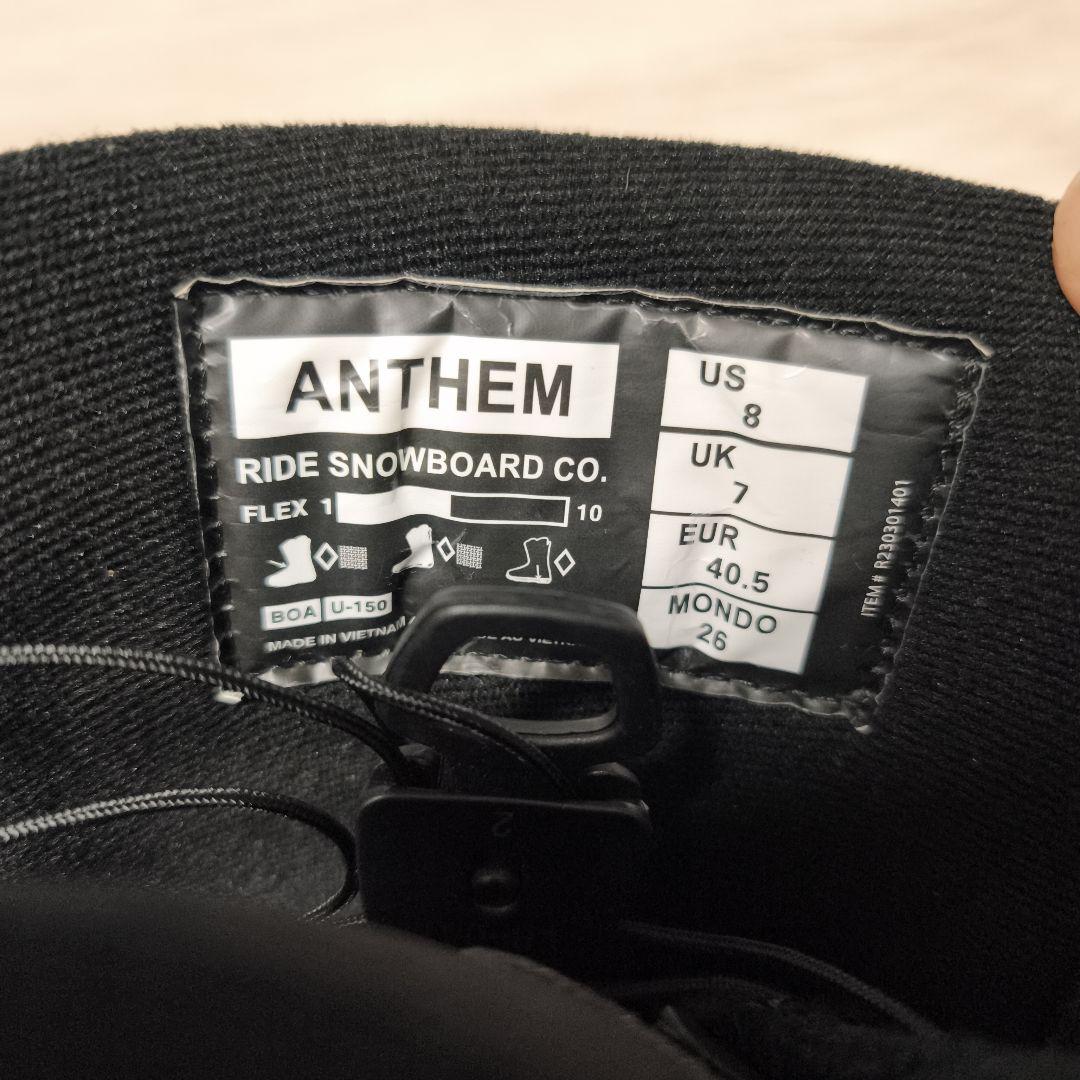 ANTHEM
RIDE SNOWBOARD CO.
FLEX 1 10
BOA U-150
MADE IN VIETNAM
US
8
UK
7
EUR
40.5
MONDO
26
ITEM# R230301401
2